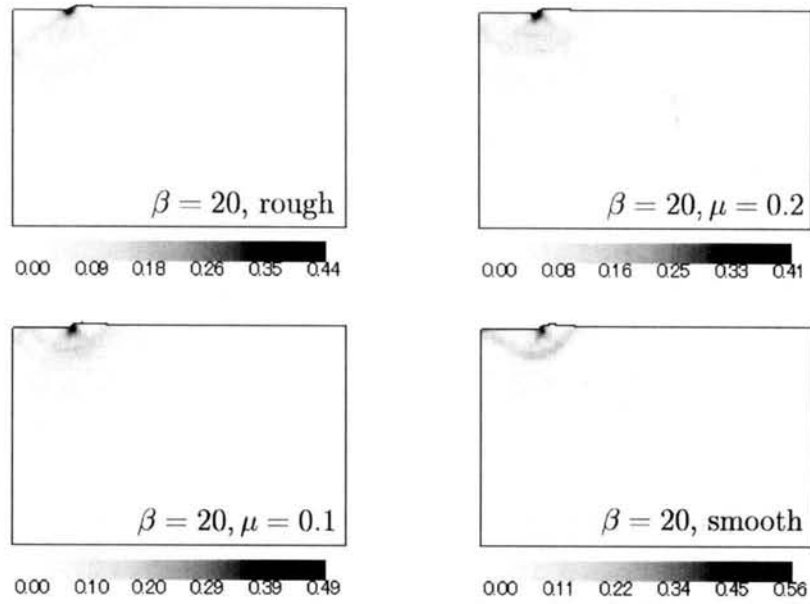 β = 20, rough
0.00 0.09 0.18 0.26 0.35 0.44
β = 20, μ = 0.2
0.00 0.08 0.16 0.25 0.33 0.41
β = 20, μ = 0.1
0.00 0.10 0.20 0.29 0.39 0.49
β = 20, smooth
0.00 0.11 0.22 0.34 0.45 0.56